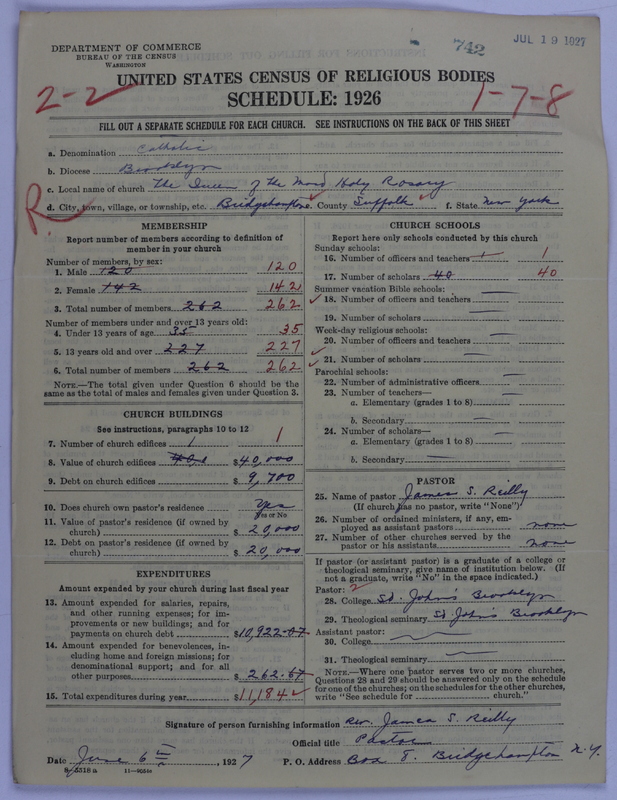 742
JUL 19 1927
DEPARTMENT OF COMMERCE
BUREAU OF THE CENSUS
WASHINGTON
UNITED STATES CENSUS OF RELIGIOUS BODIES
SCHEDULE: 1926
2-2
1-7-8
FILL OUT A SEPARATE SCHEDULE FOR EACH CHURCH. SEE INSTRUCTIONS ON THE BACK OF THIS SHEET
a. Denomination Catholic
b. Diocese Brooklyn
c. Local name of church The Queen of the Most Holy Rosary
R. d. City, town, village, or township, etc. Bridgehampton e. County Suffolk f. State New York
MEMBERSHIP
Report number of members according to definition of
member in your church
Number of members, by sex:
1. Male 120 120
2. Female 142 142
3. Total number of members 262 262
Number of members under and over 13 years old:
4. Under 13 years of age 35 35
5. 13 years old and over 227 227
6. Total number of members 262 262
NOTE.—The total given under Question 6 should be the
same as the total of males and females given under Question 3.
CHURCH BUILDINGS
See instructions, paragraphs 10 to 12
7. Number of church edifices 1 1
8. Value of church edifices $ 40,000
9. Debt on church edifices $ 9,700
10. Does church own pastor's residence Yes
Yes or No
11. Value of pastor's residence (if owned by
church) $ 20,000
12. Debt on pastor's residence (if owned by
church) $ 20,000
EXPENDITURES
Amount expended by church during last fiscal year
13. Amount expended for salaries, repairs,
and other running expenses; for im-
provements or new buildings; and for
payments on church debt $10,922.07
14. Amount expended for benevolences, in-
cluding home and foreign missions; for
denominational support; and for all
other purposes $ 262.67
15. Total expenditures during year $11,184
CHURCH SCHOOLS
Report here only schools conducted by this church
Sunday schools:
16. Number of officers and teachers 1 1
17. Number of scholars 40 40
Summer vacation Bible schools:
18. Number of officers and teachers
19. Number of scholars
Week-day religious schools:
20. Number of officers and teachers
21. Number of scholars
Parochial schools:
22. Number of administrative officers
23. Number of teachers—
a. Elementary (grades 1 to 8)
b. Secondary
24. Number of scholars—
a. Elementary (grades 1 to 8)
b. Secondary
PASTOR
25. Name of pastor James S. Reilly
(If church has no pastor, write "None")
26. Number of ordained ministers, if any, em-
ployed as assistant pastors none
27. Number of other churches served by the
pastor or his assistants none
If pastor (or assistant pastor) is a graduate of a college or
theological seminary, give name of institution below. (If
not a graduate, write "No" in the space indicated.)
Pastor: 2
28. College St. John's Brooklyn
29. Theological seminary St John's Brooklyn
Assistant pastor:
30. College
31. Theological seminary
NOTE.—Where one pastor serves two or more churches,
Questions 28 and 29 should be answered only on the schedule
for one of the churches; on the schedules for the other churches,
write "See schedule for church."
Signature of person furnishing information Rev. James S. Reilly
Official title Pastor
Date June 6, 1927 P. O. Address Box T. Bridgehampton N.Y.